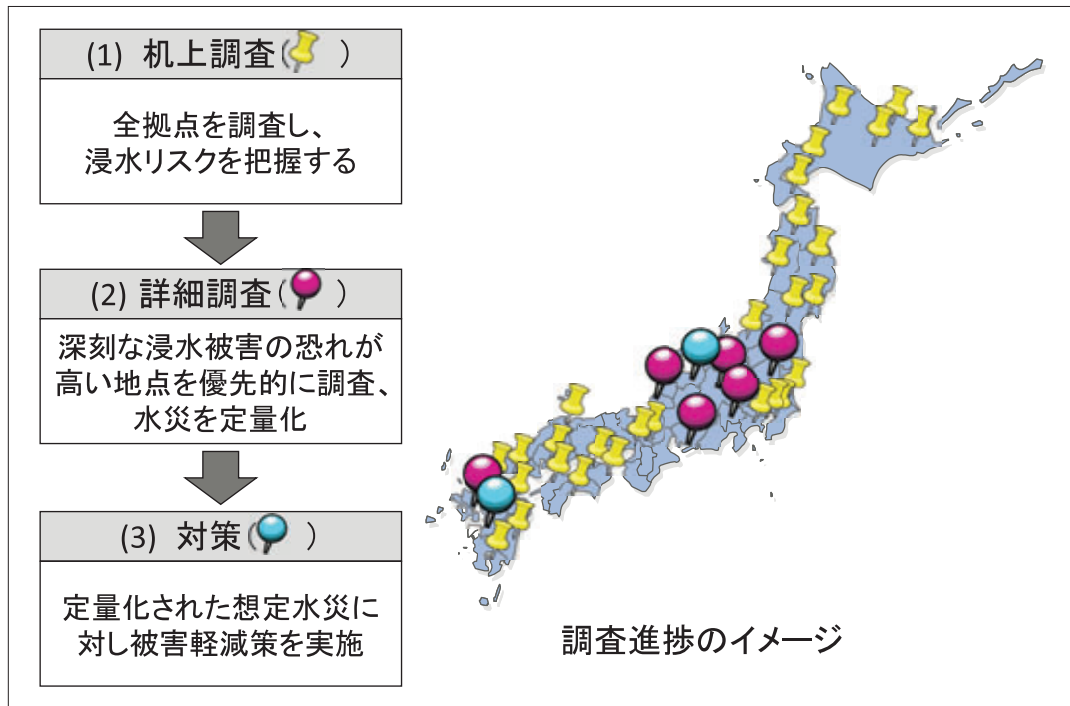 (1) 机上調査( )
全拠点を調査し、
浸水リスクを把握する
(2) 詳細調査( )
深刻な浸水被害の恐れが
高い地点を優先的に調査、
水災を定量化
(3) 対策( )
定量化された想定水災に
対し被害軽減策を実施
調査進捗のイメージ